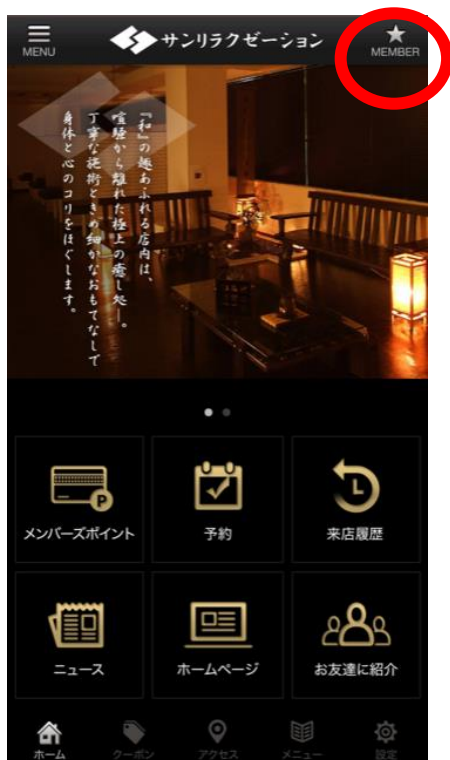 MENU
サンリラクゼーション
MEMBER
『和』の趣あふれる店内は、
喧騒から離れた極上の癒し処―。
丁寧な施術ときめ細かなおもてなしで
身体と心のコリをほぐします。
メンバーズポイント
予約
来店履歴
ニュース
ホームページ
お友達に紹介
ホーム
クーポン
アクセス
メニュー
設定